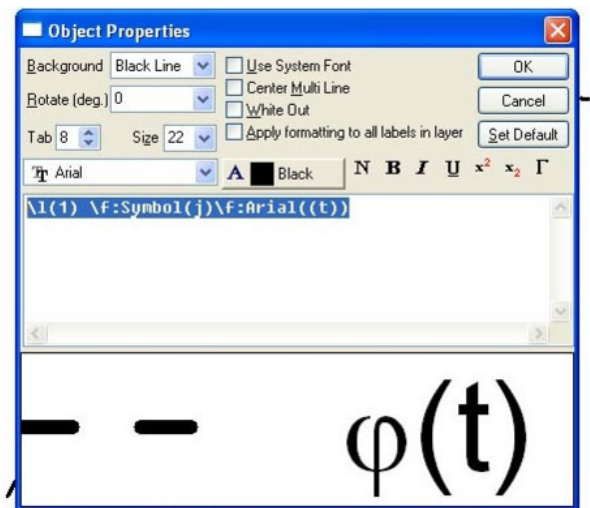 Object Properties
Background Black Line
Use System Font
OK
Center Multi Line
Rotate (deg.) 0
White Out
Cancel
Tab 8 Size 22
Apply formatting to all labels in layer
Set Default
Arial
A Black N B I U x² x₂ Γ
\l(1) \f:Symbol(j)\f:Arial((t))
φ(t)